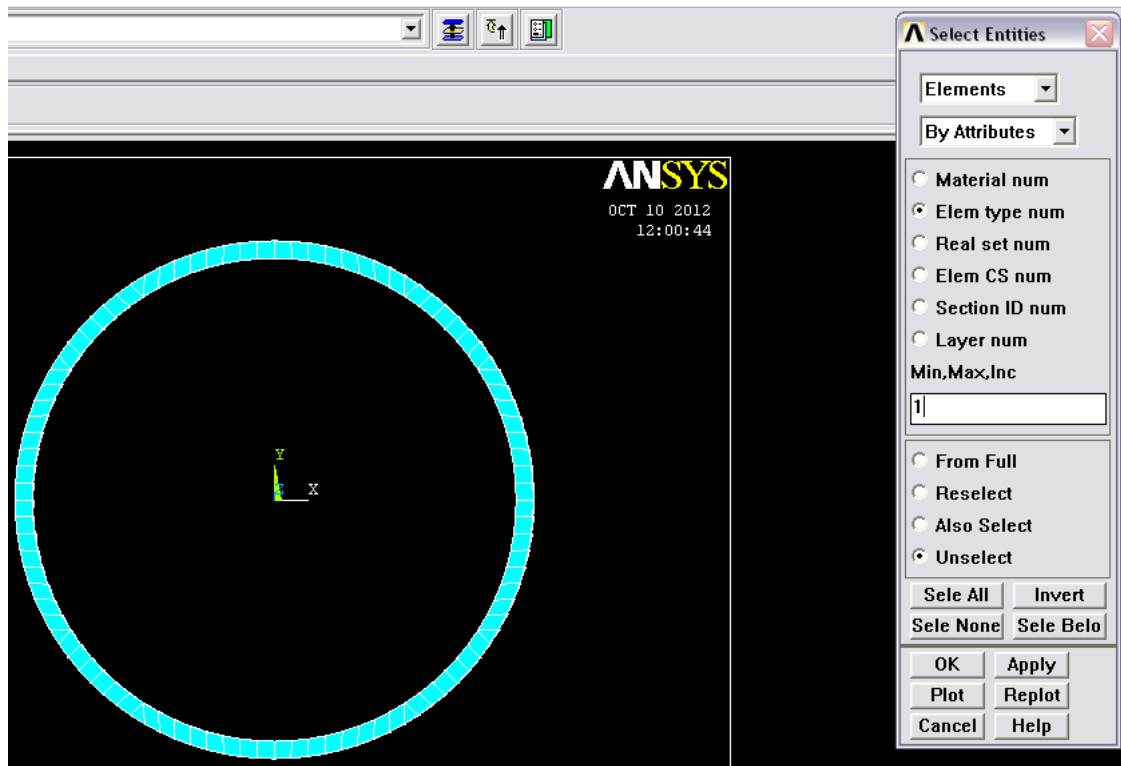 Select Entities
Elements
By Attributes
Material num
Elem type num
Real set num
Elem CS num
Section ID num
Layer num
Min,Max,Inc
1
From Full
Reselect
Also Select
Unselect
Sele All Invert
Sele None Sele Belo
OK Apply
Plot Replot
Cancel Help
ANSYS
OCT 10 2012
12:00:44
Y
Z X